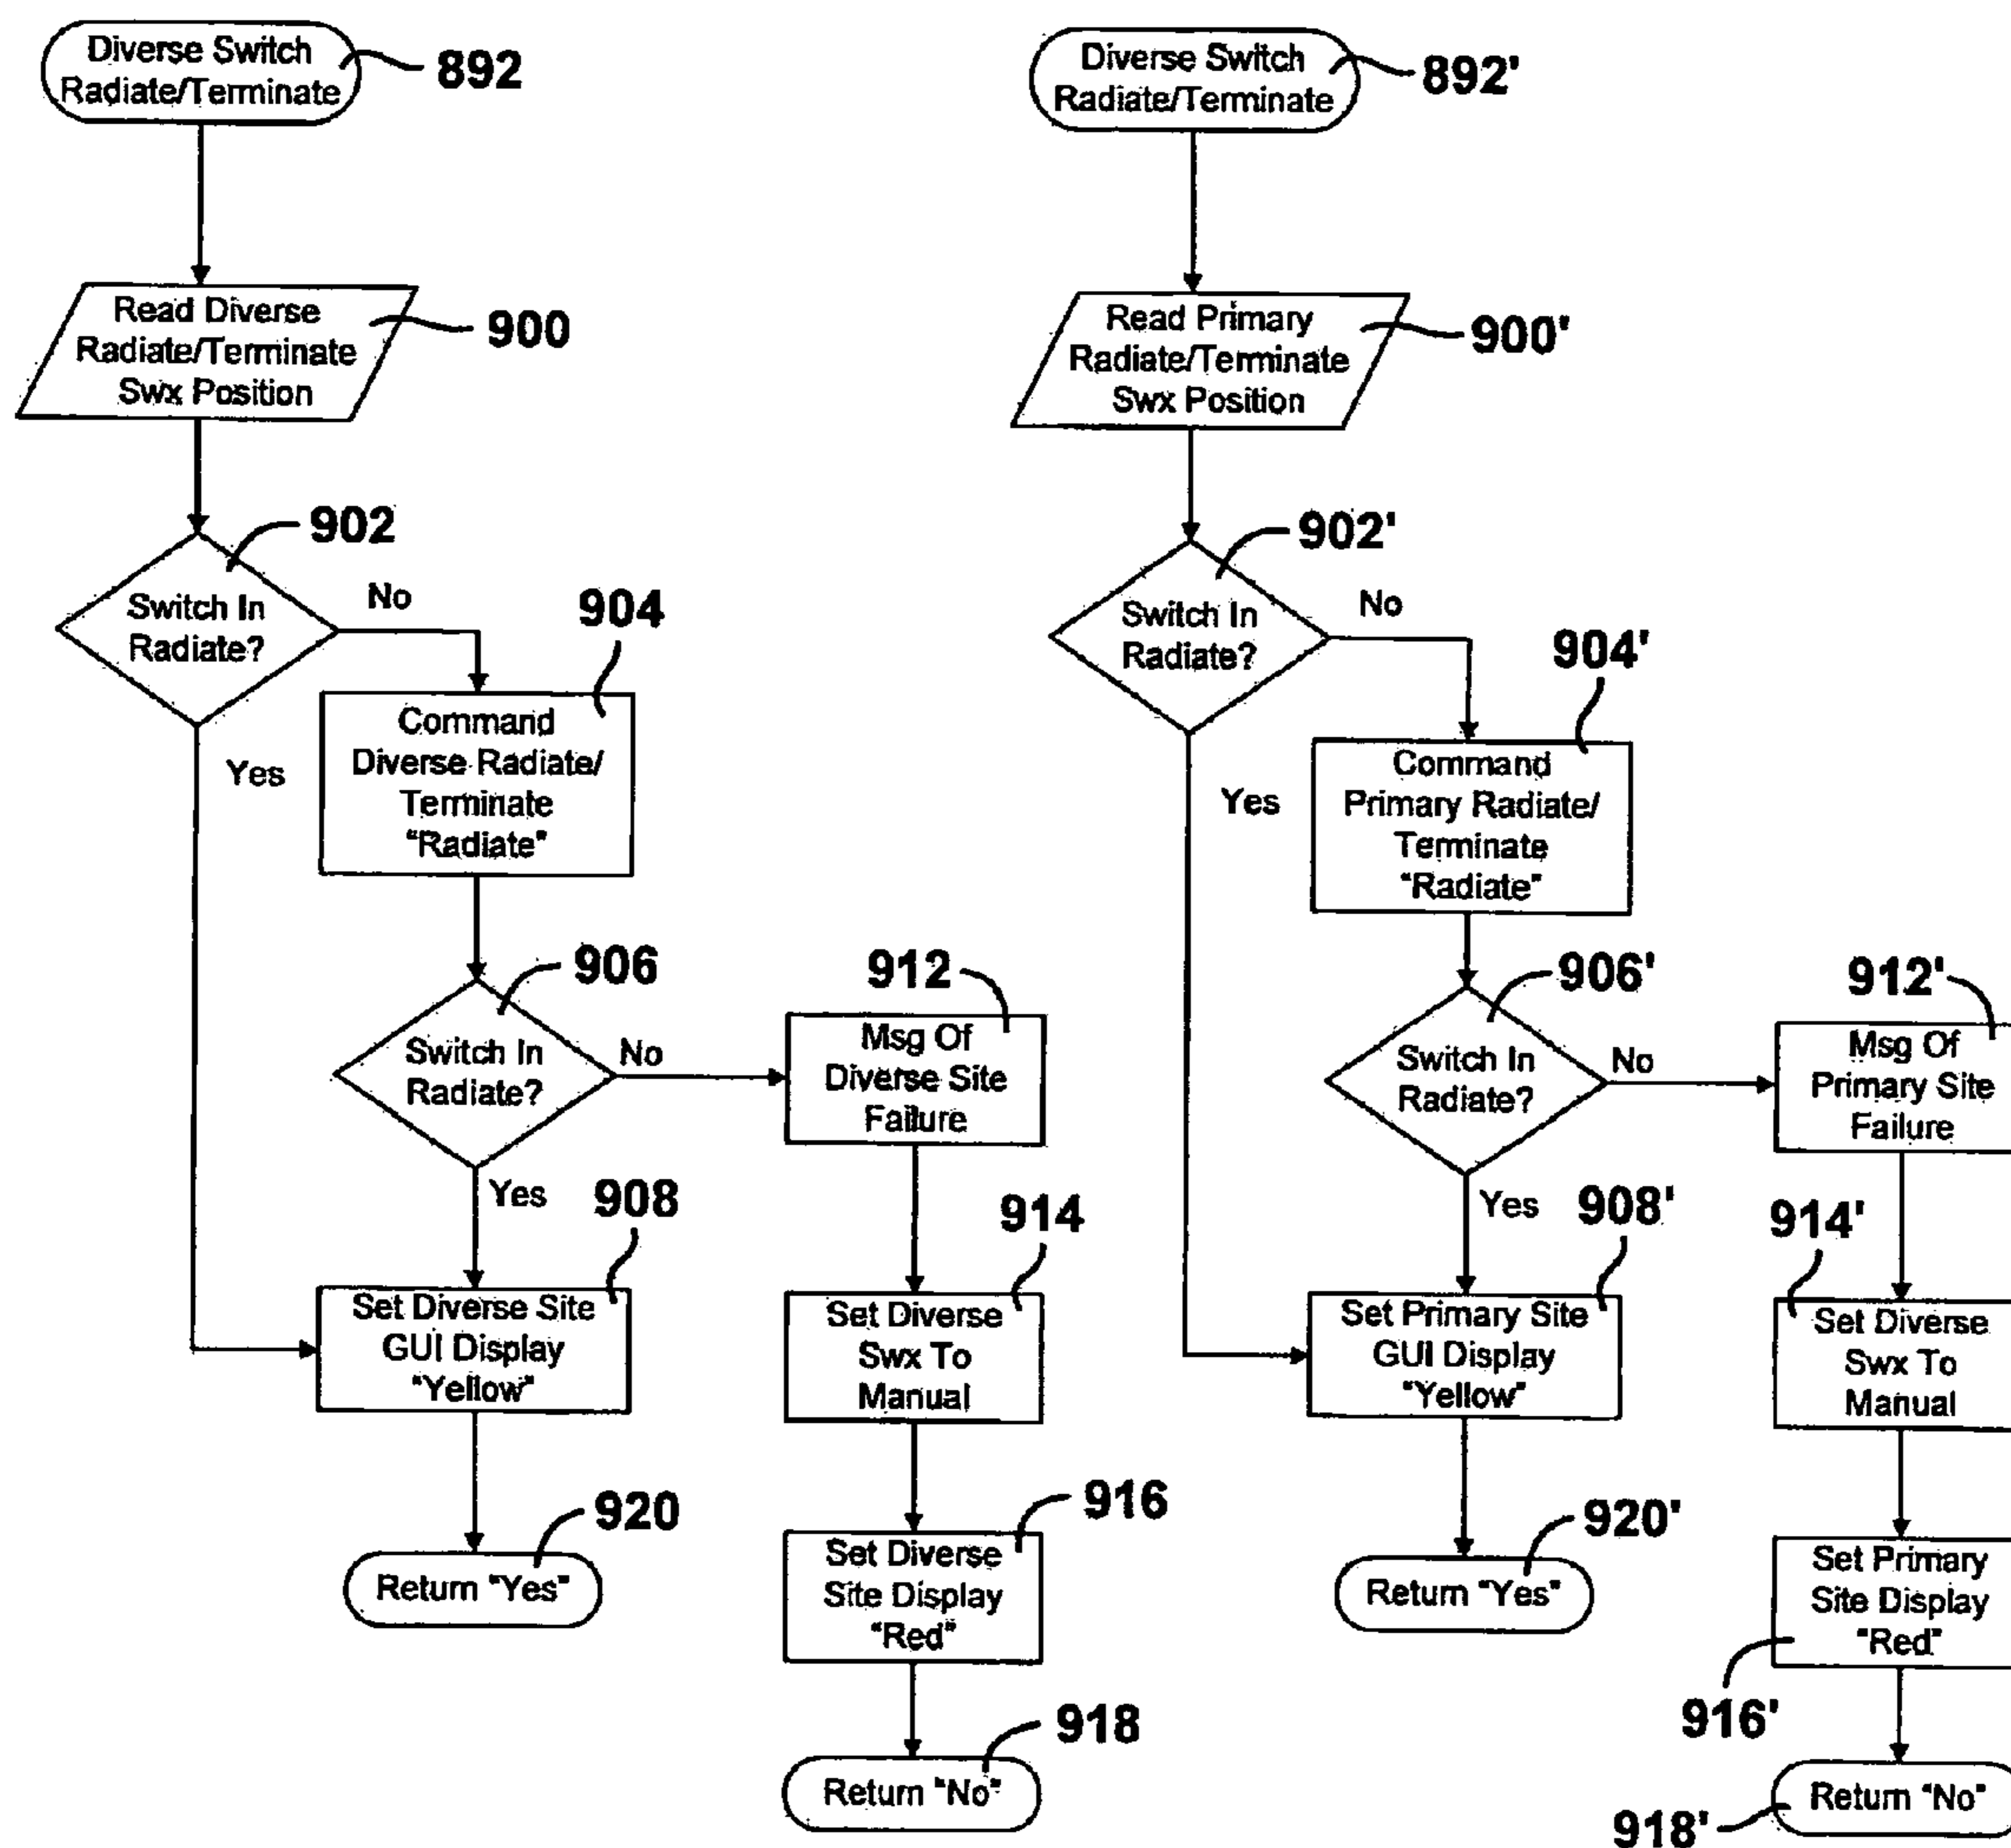 Diverse Switch
Radiate/Terminate
892
Read Diverse
Radiate/Terminate
Swx Position
900
902
Switch In
Radiate?
No
Yes
904
Command
Diverse Radiate/
Terminate
"Radiate"
906
Switch In
Radiate?
No
Yes
912
Msg Of
Diverse Site
Failure
908
Set Diverse Site
GUI Display
"Yellow"
914
Set Diverse
Swx To
Manual
920
Return "Yes"
916
Set Diverse
Site Display
"Red"
918
Return "No"
Diverse Switch
Radiate/Terminate
892'
Read Primary
Radiate/Terminate
Swx Position
900'
902'
Switch In
Radiate?
No
Yes
904'
Command
Primary Radiate/
Terminate
"Radiate"
906'
Switch In
Radiate?
No
Yes
912'
Msg Of
Primary Site
Failure
908'
Set Primary Site
GUI Display
"Yellow"
914'
Set Diverse
Swx To
Manual
920'
Return "Yes"
Set Primary
Site Display
"Red"
916'
Return "No"
918'